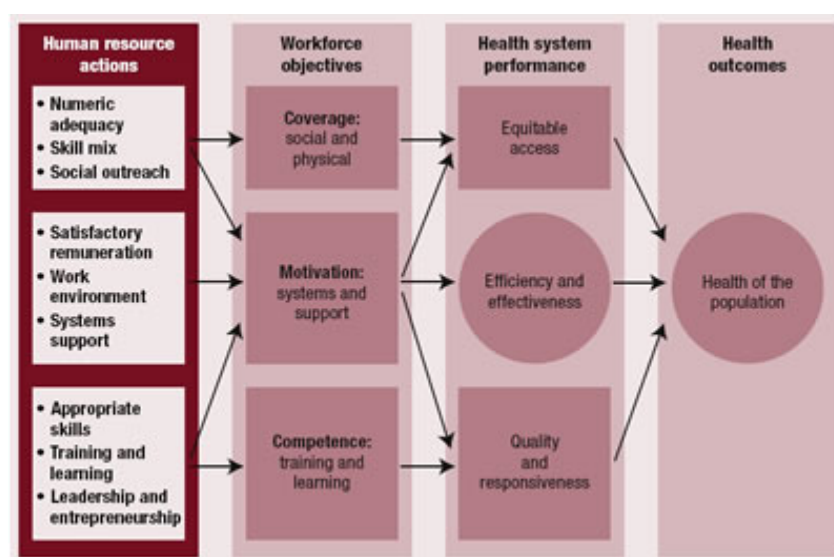 Human resource
actions
Workforce
objectives
Health system
performance
Health
outcomes
• Numeric
adequacy
• Skill mix
• Social outreach
Coverage:
social and
physical
Equitable
access
• Satisfactory
remuneration
• Work
environment
• Systems
support
Motivation:
systems and
support
Efficiency and
effectiveness
Health of the
population
• Appropriate
skills
• Training and
learning
• Leadership and
entrepreneurship
Competence:
training and
learning
Quality
and
responsiveness